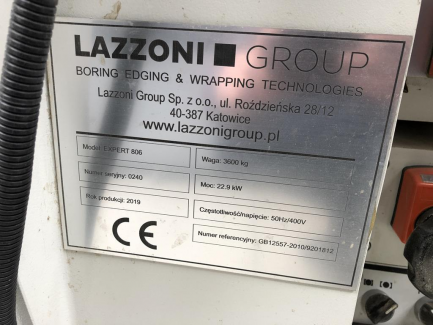 LAZZONI GROUP
BORING EDGING & WRAPPING TECHNOLOGIES
Lazzoni Group Sp. z o.o., ul. Roździeńska 28/12
40-387 Katowice
www.lazzonigroup.pl
Model: EXPERT 806
Waga: 3600 kg
Numer seryjny: 0240
Moc: 22.9 kW
Rok produkcji: 2019
Częstotliwość/napięcie: 50Hz/400V
CE
Numer referencyjny: GB12557-2010/9201812